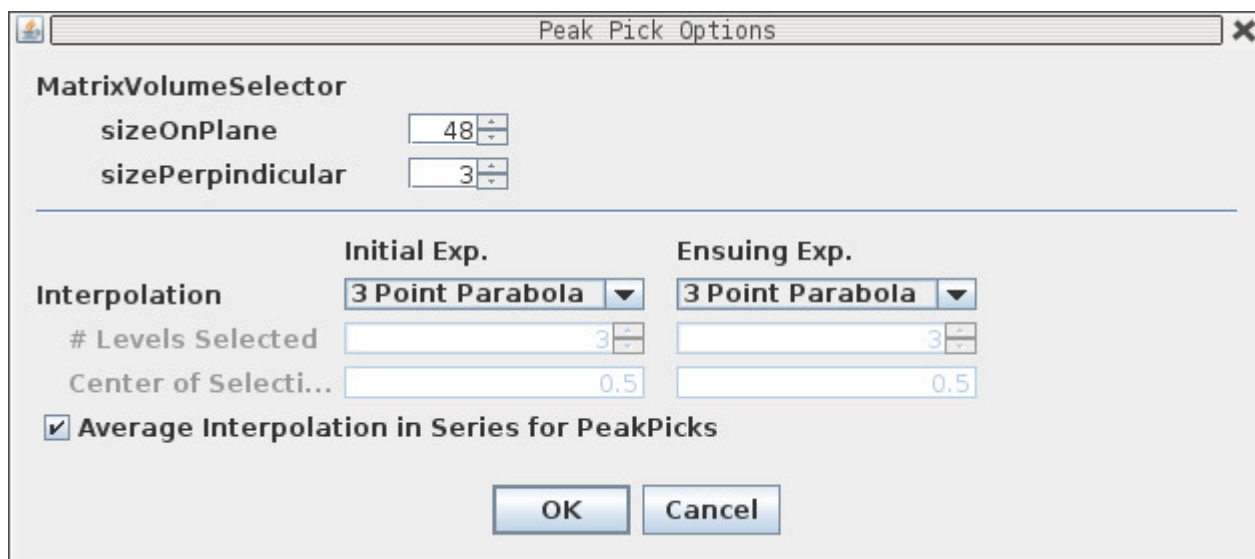 Peak Pick Options
MatrixVolumeSelector
sizeOnPlane 48
sizePerpindicular 3
Initial Exp. Ensuing Exp.
Interpolation 3 Point Parabola 3 Point Parabola
# Levels Selected 3 3
Center of Selecti... 0.5 0.5
Average Interpolation in Series for PeakPicks
OK Cancel